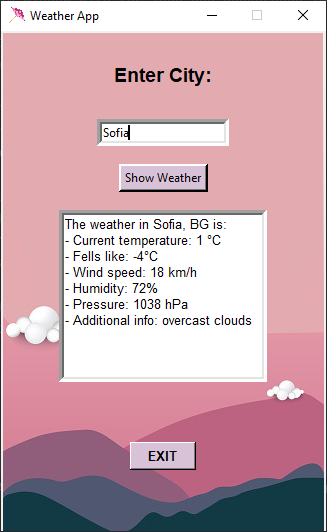 Weather App
Enter City:
Sofia
Show Weather
The weather in Sofia, BG is:
- Current temperature: 1 °C
- Fells like: -4°C
- Wind speed: 18 km/h
- Humidity: 72%
- Pressure: 1038 hPa
- Additional info: overcast clouds
EXIT